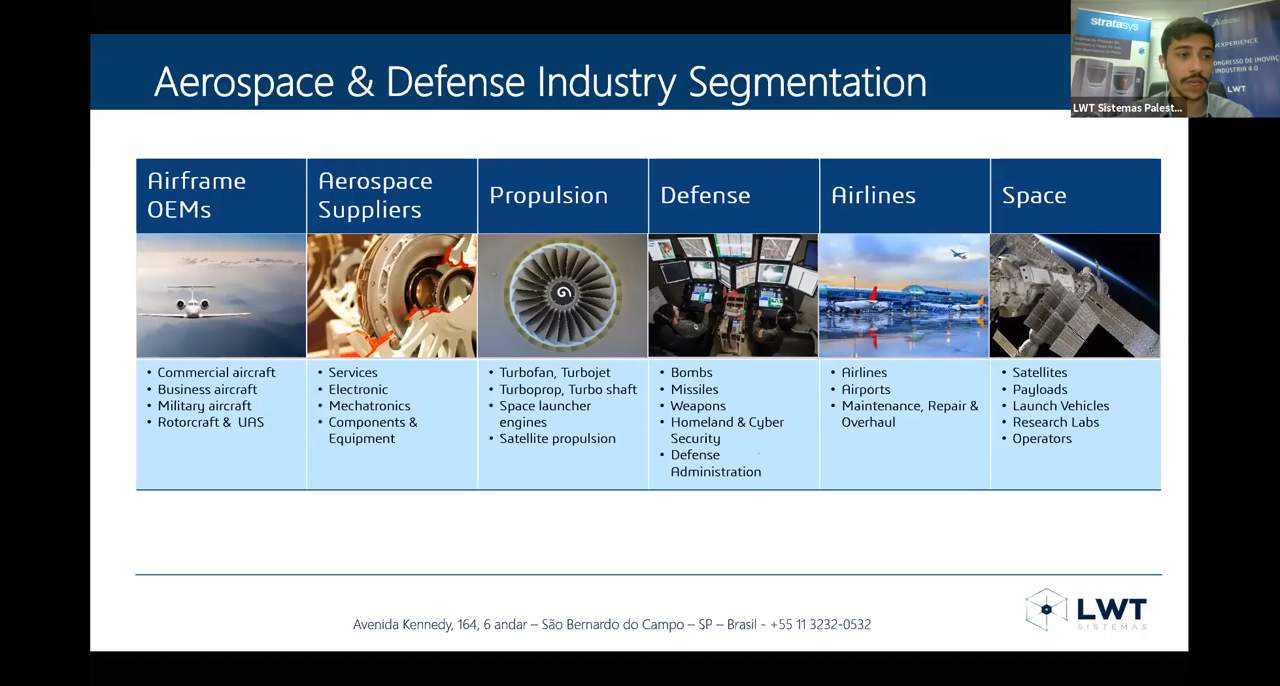 stratasys
XPERIENCE
CONGRESSO DE INOVAÇ
INDÚSTRIA 4.0
LWT
LWT Sistemas Palest...
Aerospace & Defense Industry Segmentation
Airframe
OEMs
Aerospace
Suppliers
Propulsion
Defense
Airlines
Space
• Commercial aircraft
• Business aircraft
• Military aircraft
• Rotorcraft & UAS
• Services
• Electronic
• Mechatronics
• Components &
Equipment
• Turbofan, Turbojet
• Turboprop, Turbo shaft
• Space launcher
engines
• Satellite propulsion
• Bombs
• Missiles
• Weapons
• Homeland & Cyber
Security
• Defense
Administration
• Airlines
• Airports
• Maintenance, Repair &
Overhaul
• Satellites
• Payloads
• Launch Vehicles
• Research Labs
• Operators
Avenida Kennedy, 164, 6 andar – São Bernardo do Campo – SP – Brasil - +55 11 3232-0532
LWT
SISTEMAS